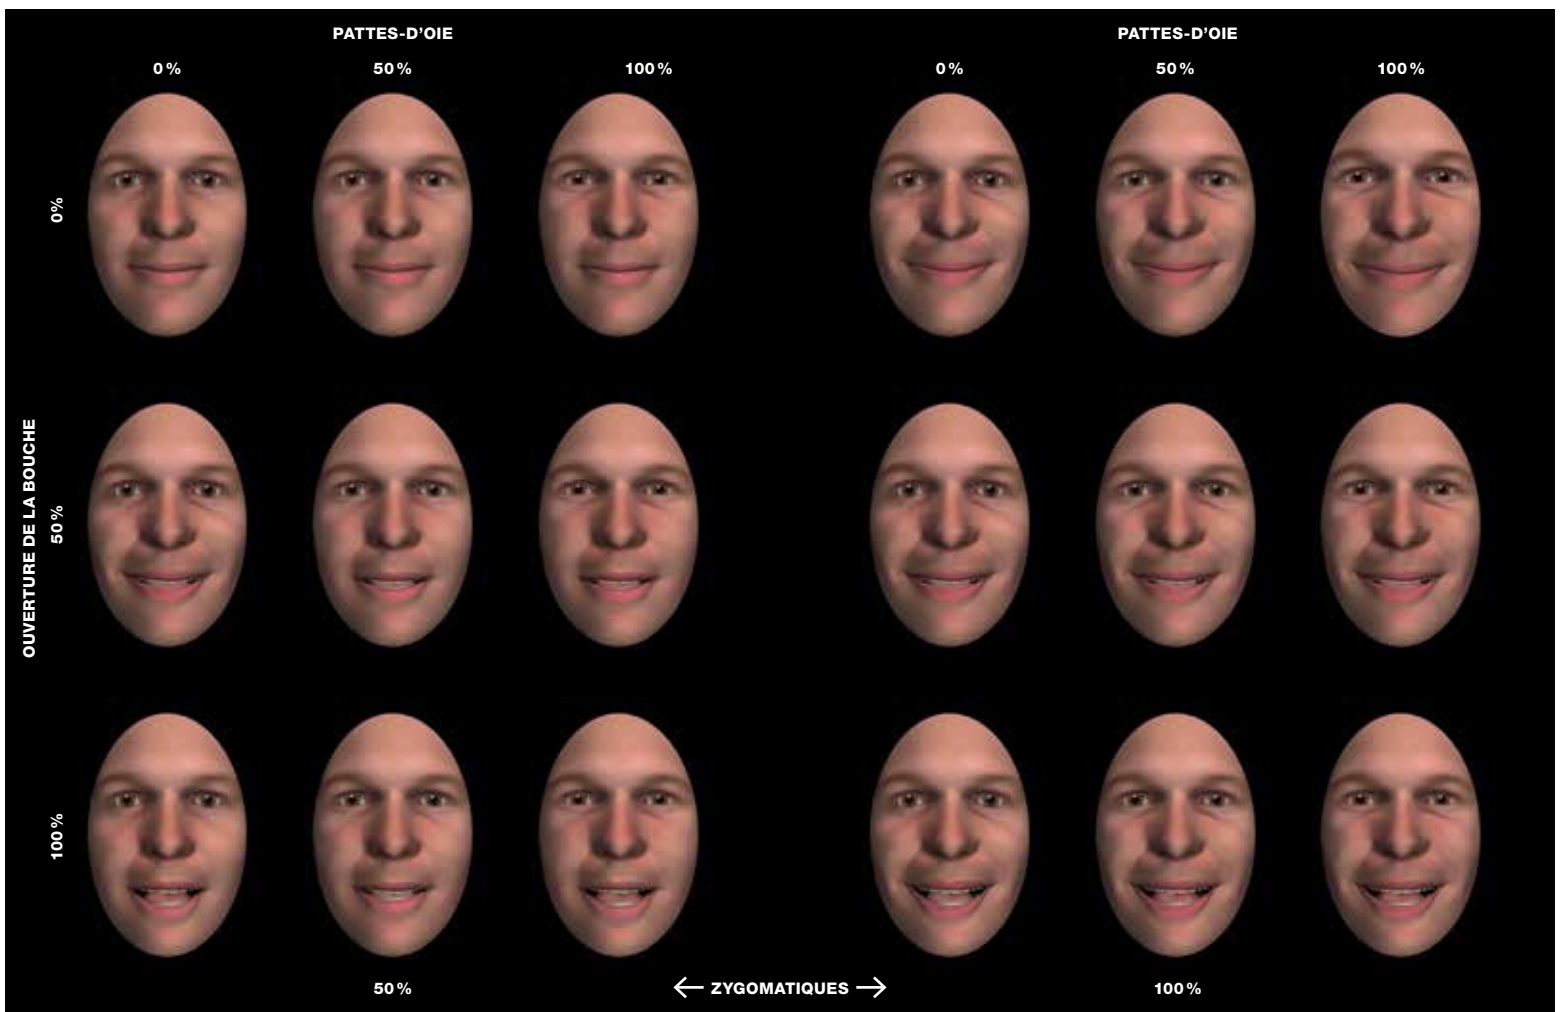 PATTES-D’OIE PATTES-D’OIE
0 % 50 % 100 % 0 % 50 % 100 %
0%
OUVERTURE DE LA BOUCHE
50 %
100 %
50 % ZYGOMATIQUES 100 %